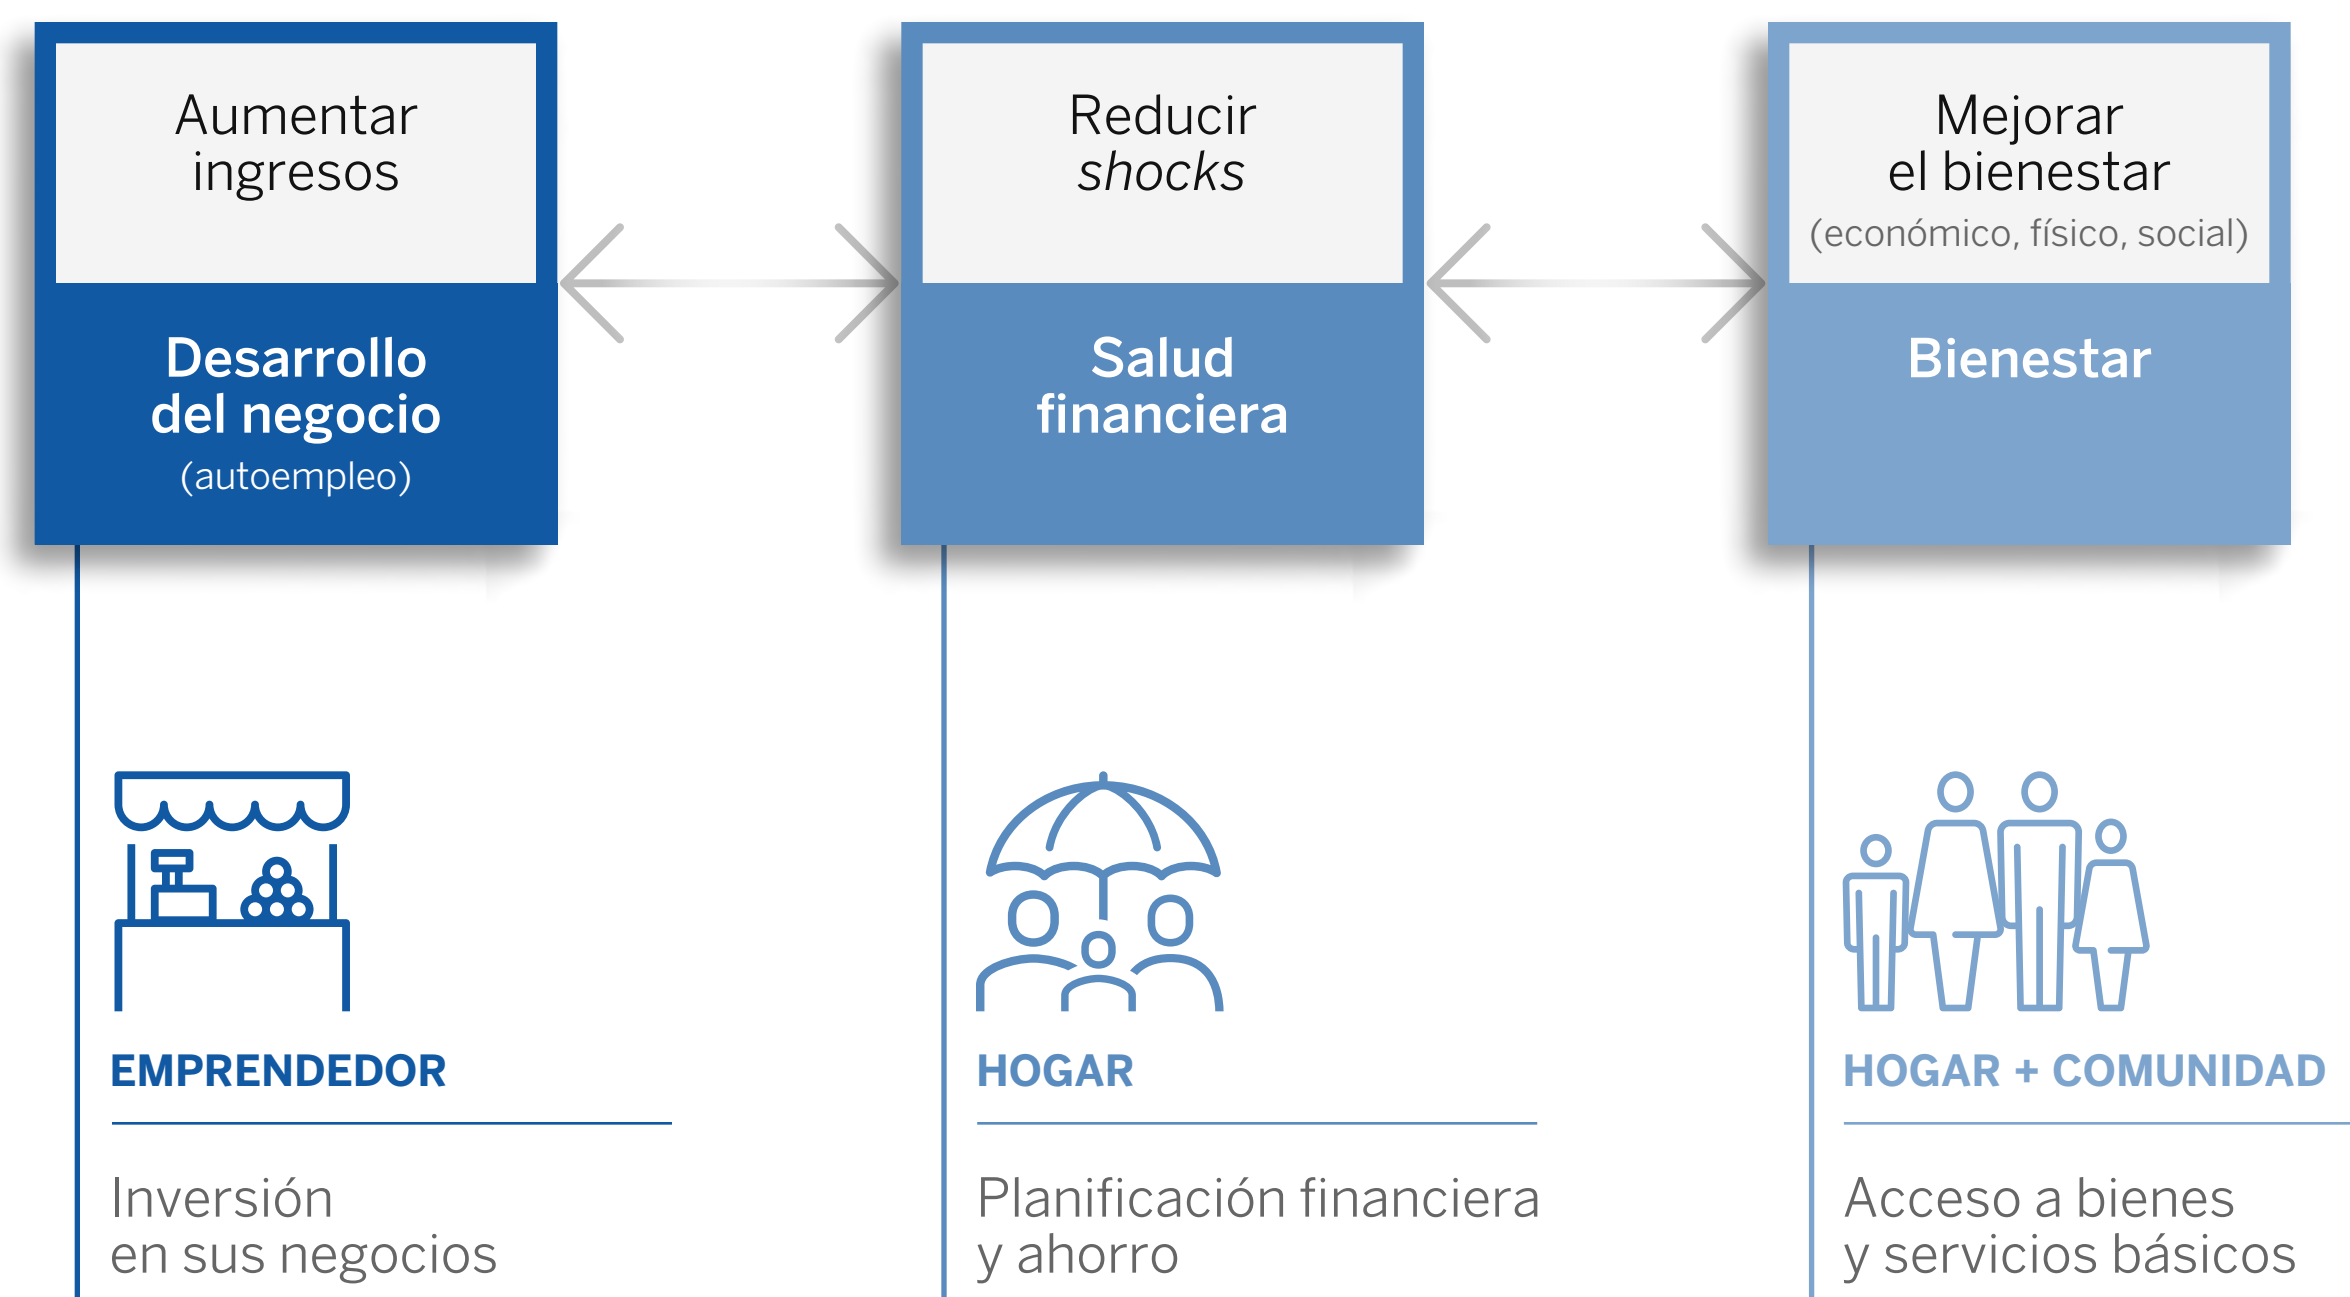 Aumentar
ingresos
Desarrollo
del negocio
(autoempleo)
Reducir
shocks
Salud
financiera
Mejorar
el bienestar
(económico, físico, social)
Bienestar
EMPRENDEDOR
Inversión
en sus negocios
HOGAR
Planificación financiera
y ahorro
HOGAR + COMUNIDAD
Acceso a bienes
y servicios básicos